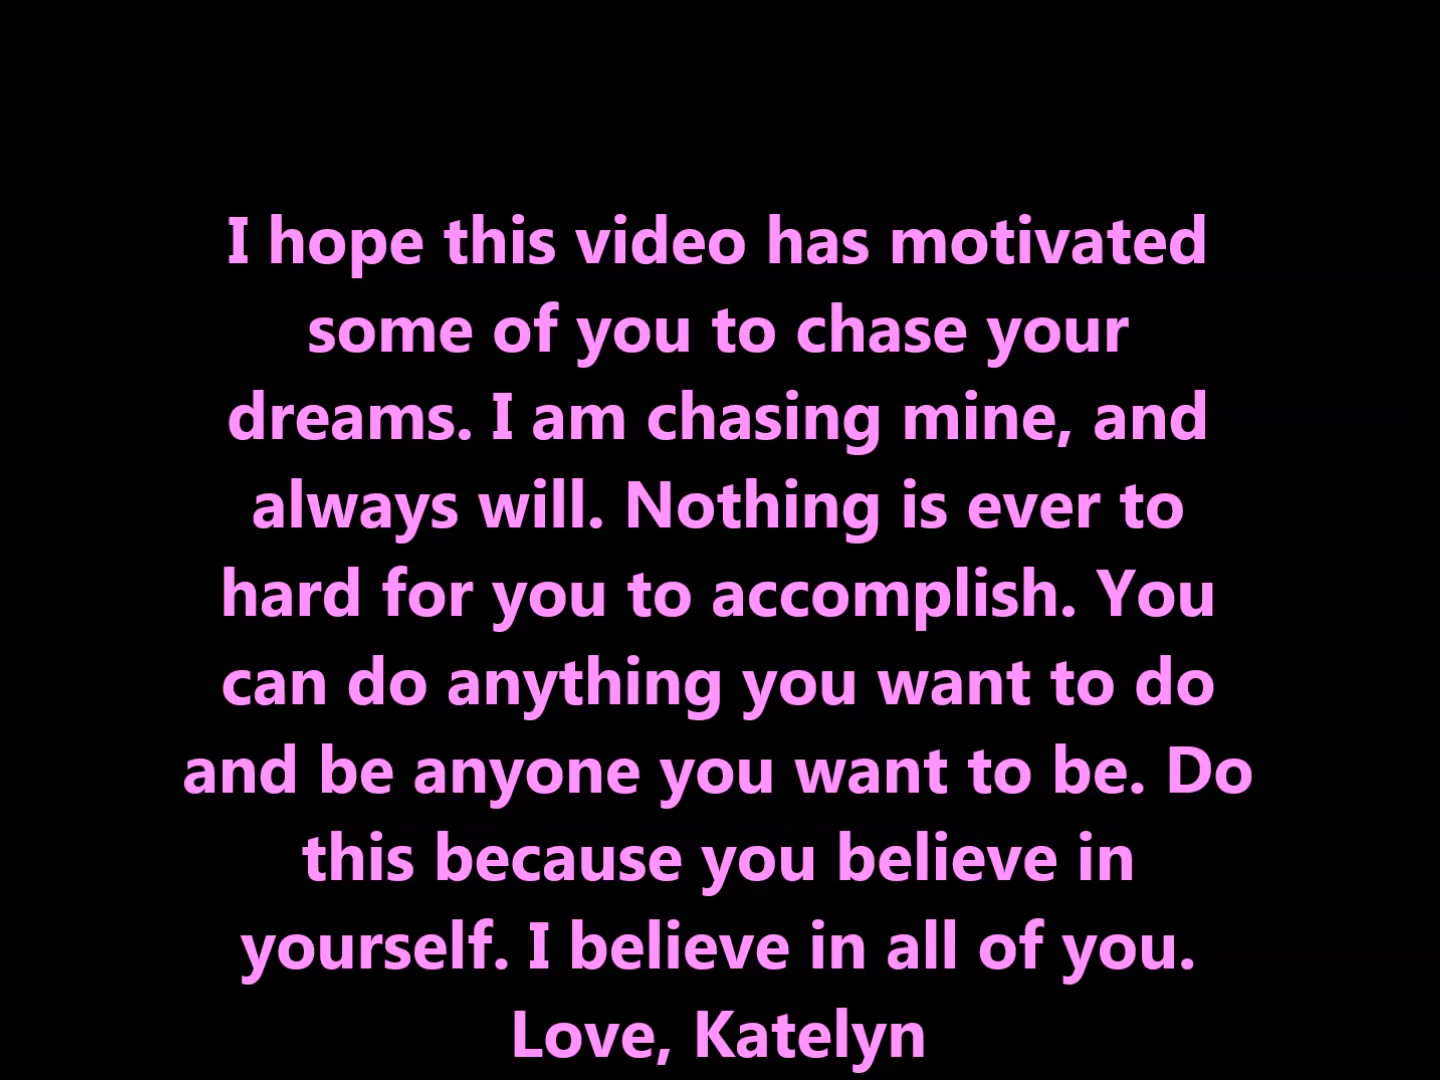 I hope this video has motivated
some of you to chase your
dreams. I am chasing mine, and
always will. Nothing is ever to
hard for you to accomplish. You
can do anything you want to do
and be anyone you want to be. Do
this because you believe in
yourself. I believe in all of you.
Love, Katelyn